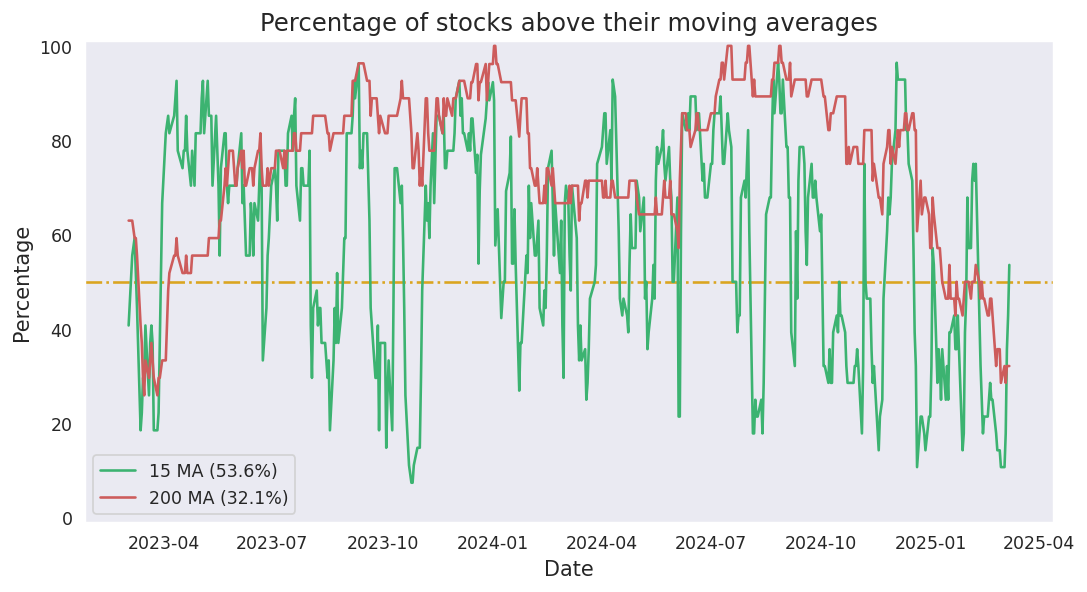 Percentage of stocks above their moving averages
Percentage
100
80
60
40
20
0
15 MA (53.6%)
200 MA (32.1%)
2023-04 2023-07 2023-10 2024-01 2024-04 2024-07 2024-10 2025-01 2025-04
Date